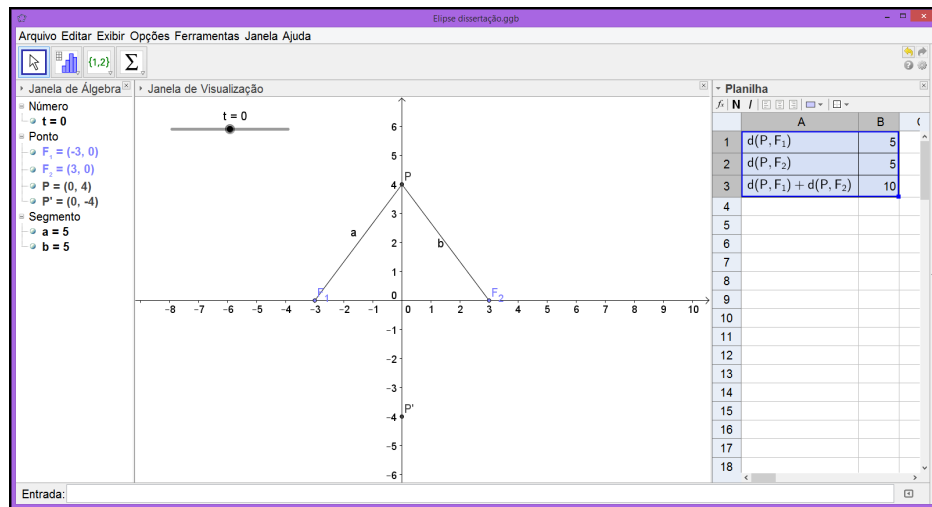 Elipse dissertação.ggb
Arquivo Editar Exibir Opções Ferramentas Janela Ajuda
{1,2} Σ
Janela de Álgebra
Número
t = 0
Ponto
F₁ = (-3, 0)
F₂ = (3, 0)
P = (0, 4)
P' = (0, -4)
Segmento
a = 5
b = 5
Janela de Visualização
t = 0
6
5
4 P
3
a
2 b
1
0
F₁ F₂
-8 -7 -6 -5 -4 -3 -2 -1 0 1 2 3 4 5 6 7 8 9 10
-1
-2
-3
-4 P'
-5
-6
Planilha
fx N I
A B C
1 d(P, F₁) 5
2 d(P, F₂) 5
3 d(P, F₁) + d(P, F₂) 10
4
5
6
7
8
9
10
11
12
13
14
15
16
17
18
Entrada: